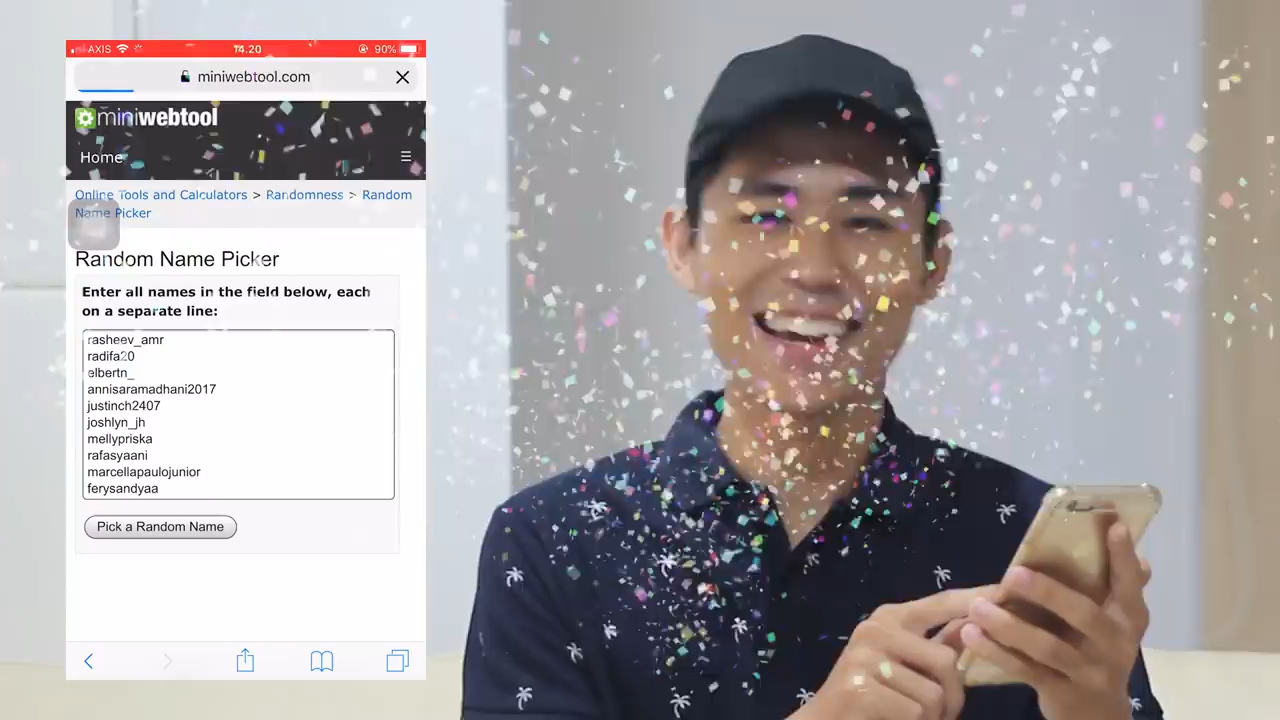 AXIS 14.20 90%
miniwebtool.com
miniwebtool
Home
Online Tools and Calculators > Randomness > Random
Name Picker
Random Name Picker
Enter all names in the field below, each
on a separate line:
rasheev_amr
radifa20
elbertn_
annisaramadhani2017
justinch2407
joshlyn_jh
mellypriska
rafasyaani
marcellapaulojunior
ferysandyaa
Pick a Random Name